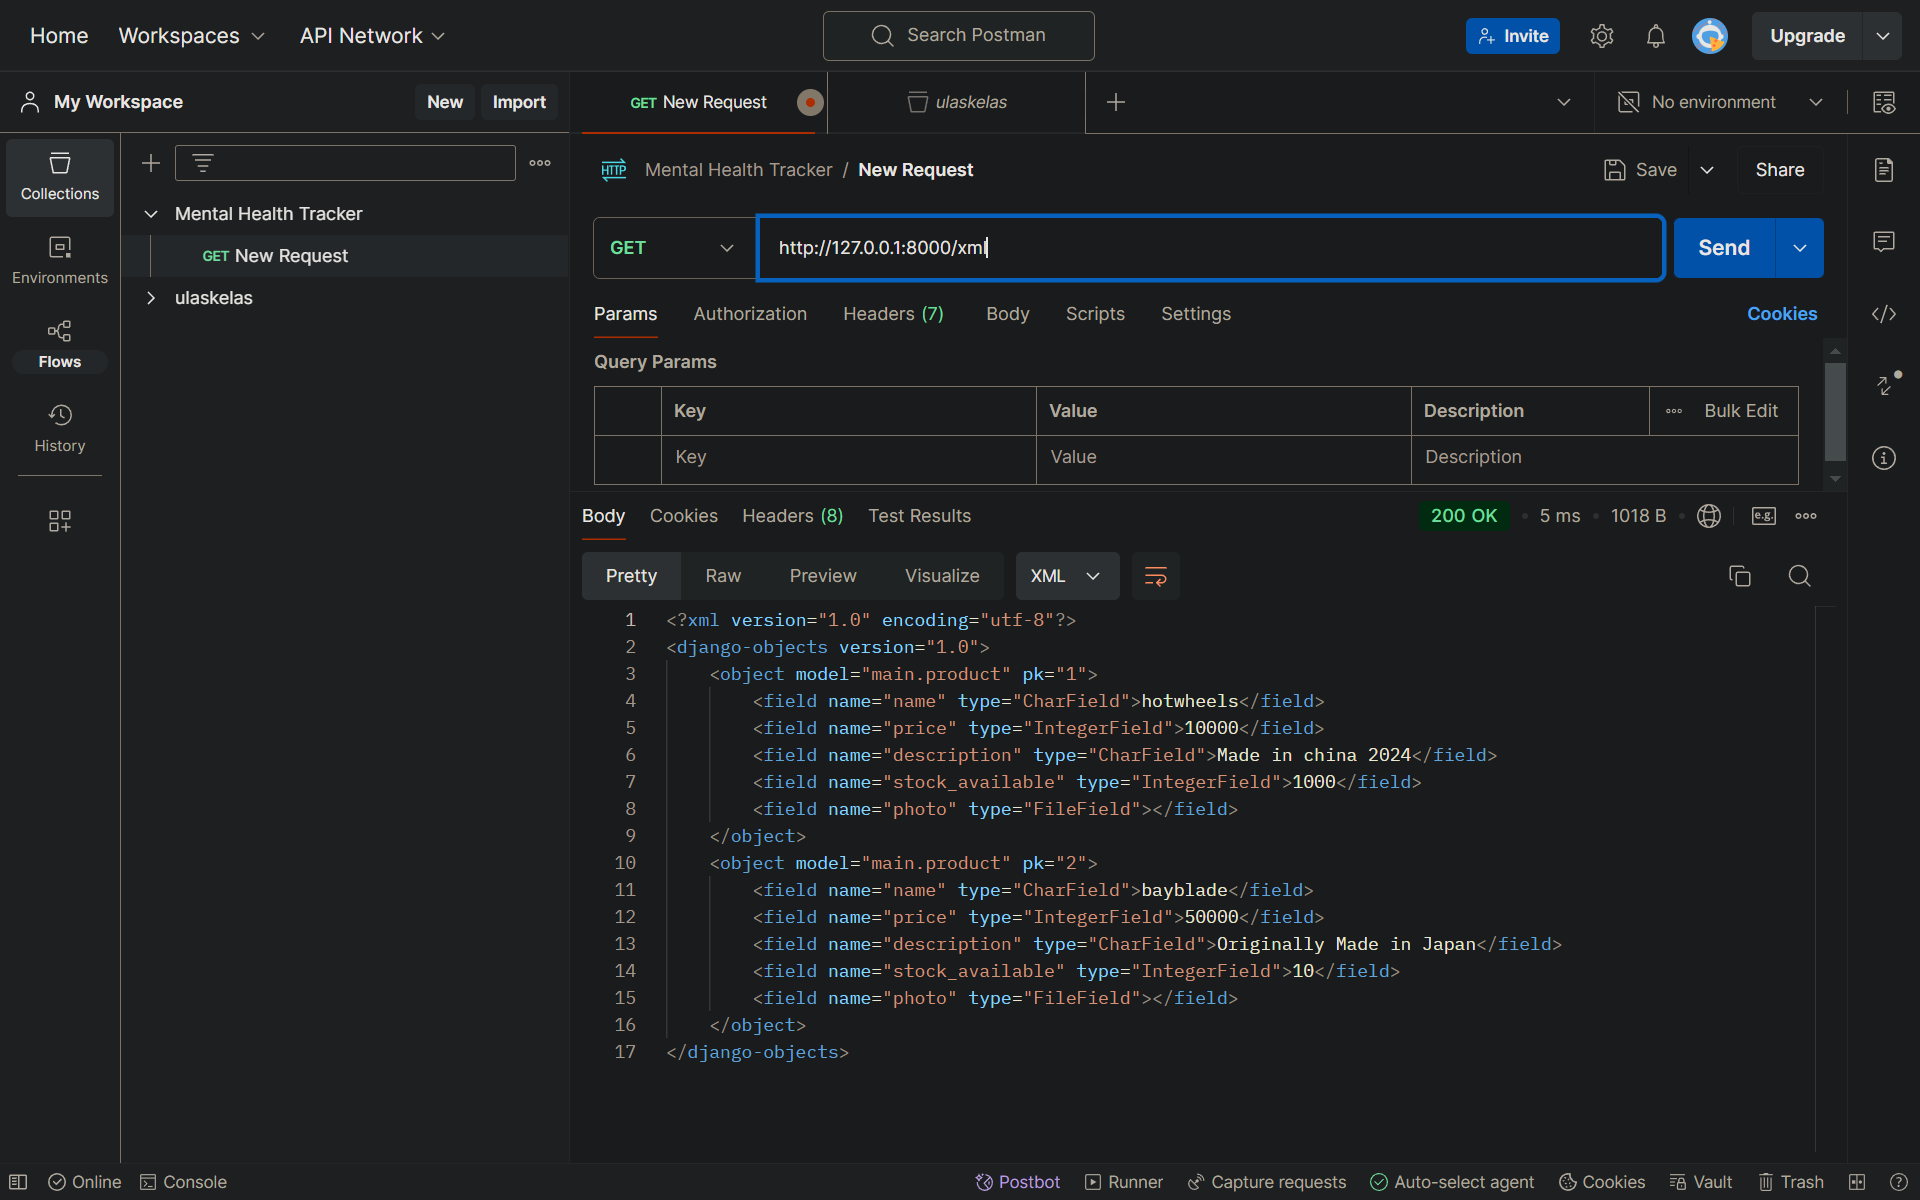 Home Workspaces API Network Search Postman Invite Upgrade
My Workspace New Import GET New Request ulaskelas No environment
Collections
Environments
Flows
History
Mental Health Tracker
GET New Request
ulaskelas
HTTP Mental Health Tracker / New Request Save Share
GET http://127.0.0.1:8000/xml Send
Params Authorization Headers (7) Body Scripts Settings Cookies
Query Params
Key Value Description Bulk Edit
Key Value Description
Body Cookies Headers (8) Test Results 200 OK 5 ms 1018 B e.g.
Pretty Raw Preview Visualize XML
1 <?xml version="1.0" encoding="utf-8"?>
2 <django-objects version="1.0">
3 <object model="main.product" pk="1">
4 <field name="name" type="CharField">hotwheels</field>
5 <field name="price" type="IntegerField">10000</field>
6 <field name="description" type="CharField">Made in china 2024</field>
7 <field name="stock_available" type="IntegerField">1000</field>
8 <field name="photo" type="FileField"></field>
9 </object>
10 <object model="main.product" pk="2">
11 <field name="name" type="CharField">bayblade</field>
12 <field name="price" type="IntegerField">50000</field>
13 <field name="description" type="CharField">Originally Made in Japan</field>
14 <field name="stock_available" type="IntegerField">10</field>
15 <field name="photo" type="FileField"></field>
16 </object>
17 </django-objects>
Online Console Postbot Runner Capture requests Auto-select agent Cookies Vault Trash